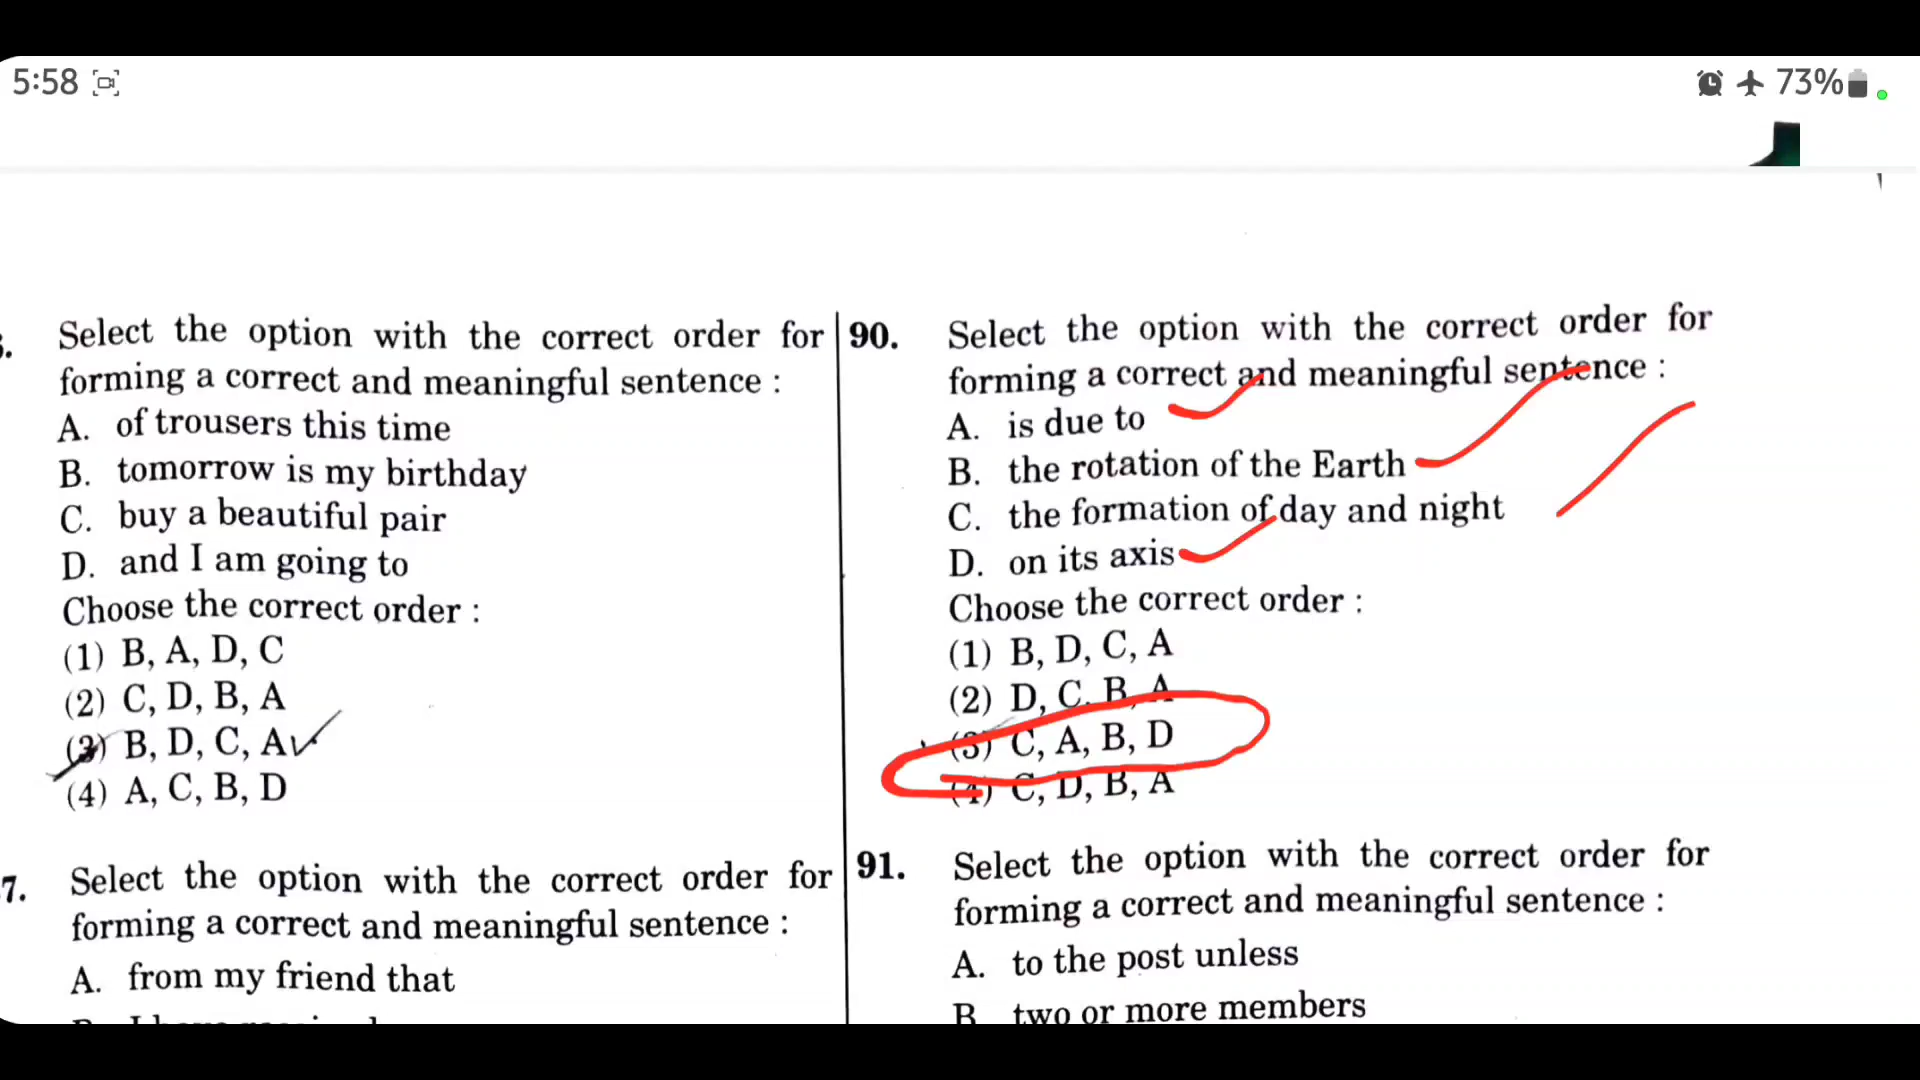 5:58
73%
Select the option with the correct order for
forming a correct and meaningful sentence :
A. of trousers this time
B. tomorrow is my birthday
C. buy a beautiful pair
D. and I am going to
Choose the correct order :
(1) B, A, D, C
(2) C, D, B, A
(3) B, D, C, A
(4) A, C, B, D
7. Select the option with the correct order for
forming a correct and meaningful sentence :
A. from my friend that
90. Select the option with the correct order for
forming a correct and meaningful sentence :
A. is due to
B. the rotation of the Earth
C. the formation of day and night
D. on its axis
Choose the correct order :
(1) B, D, C, A
(2) D, C, B, A
(3) C, A, B, D
(4) C, D, B, A
91. Select the option with the correct order for
forming a correct and meaningful sentence :
A. to the post unless
B two or more members